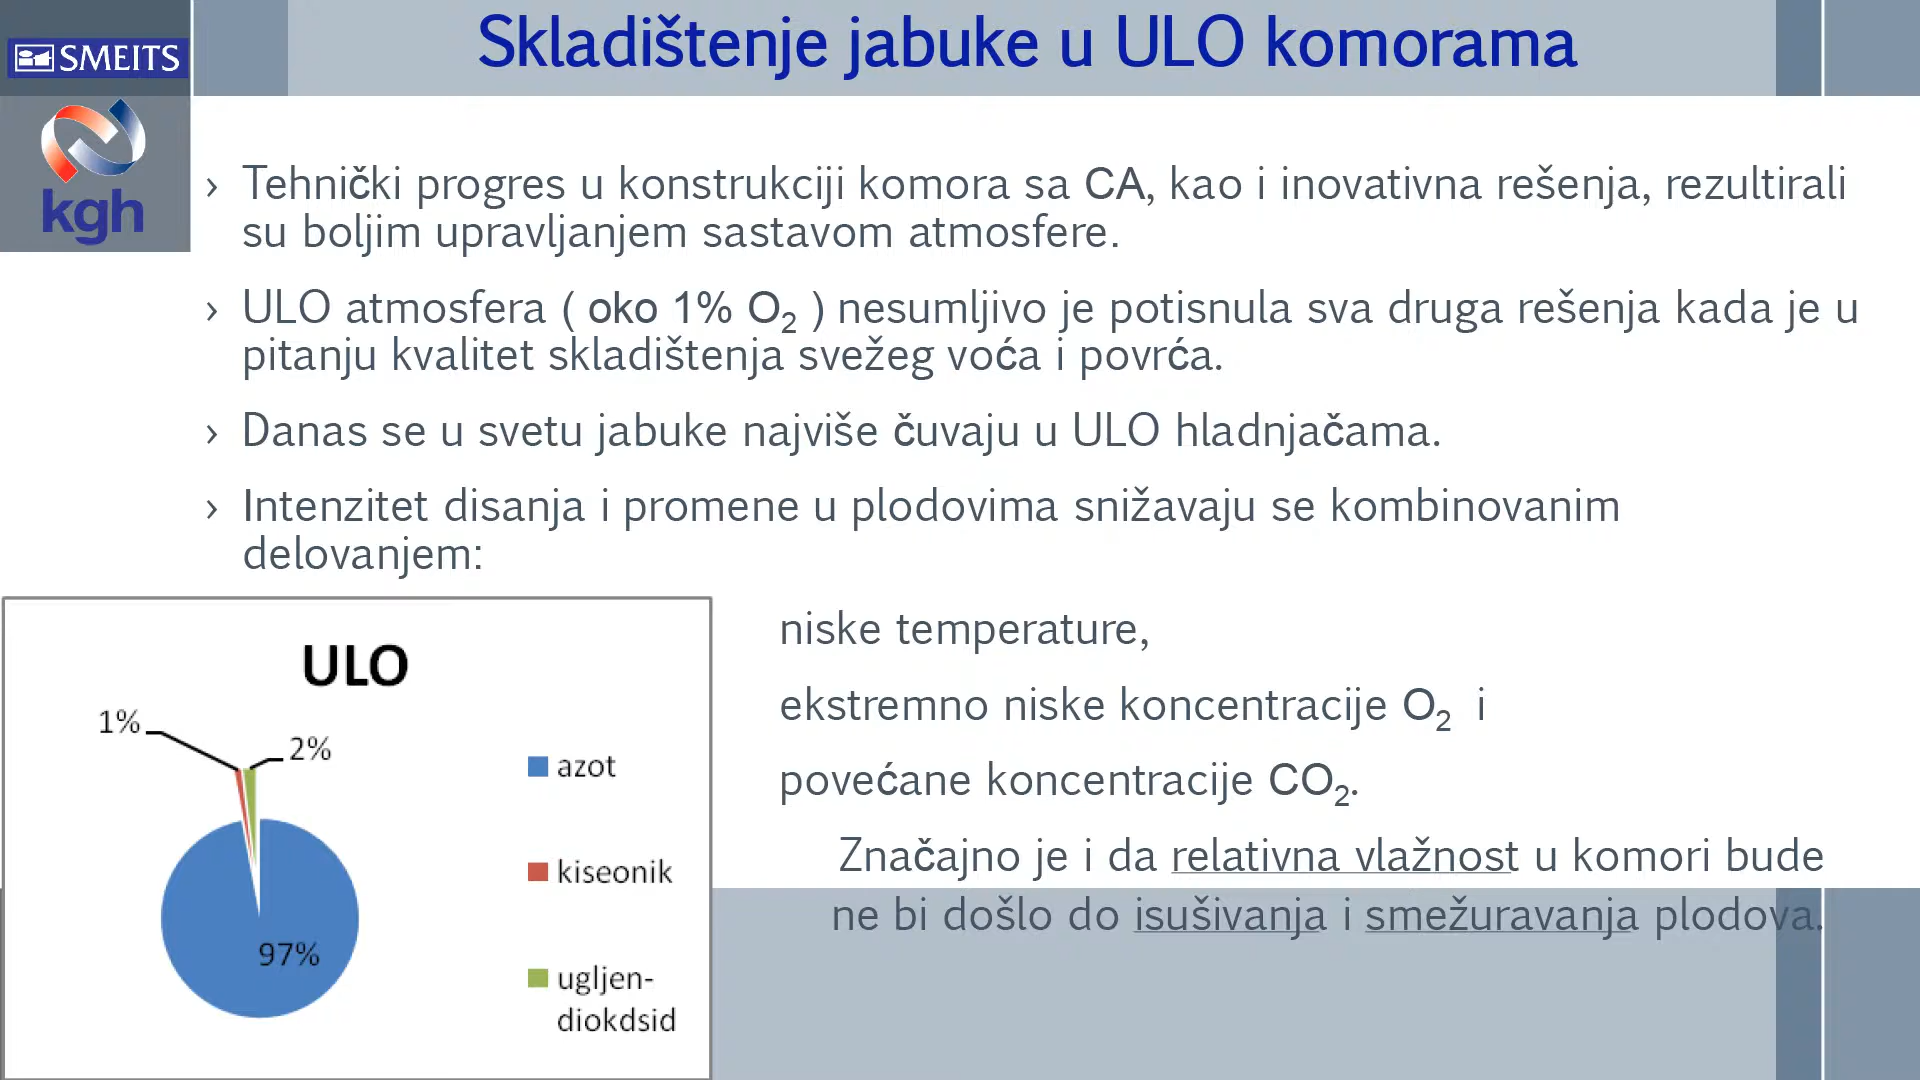 Skladištenje jabuke u ULO komorama
SMEITS
kgh
› Tehnički progres u konstrukciji komora sa CA, kao i inovativna rešenja, rezultirali
su boljim upravljanjem sastavom atmosfere.
› ULO atmosfera ( oko 1% O₂ ) nesumljivo je potisnula sva druga rešenja kada je u
pitanju kvalitet skladištenja svežeg voća i povrća.
› Danas se u svetu jabuke najviše čuvaju u ULO hladnjačama.
› Intenzitet disanja i promene u plodovima snižavaju se kombinovanim
delovanjem:
niske temperature,
ekstremno niske koncentracije O₂ i
povećane koncentracije CO₂.
Značajno je i da relativna vlažnost u komori bude
ne bi došlo do isušivanja i smežuravanja plodova.
ULO
1%
2%
97%
azot
kiseonik
ugljen-
diokdsid